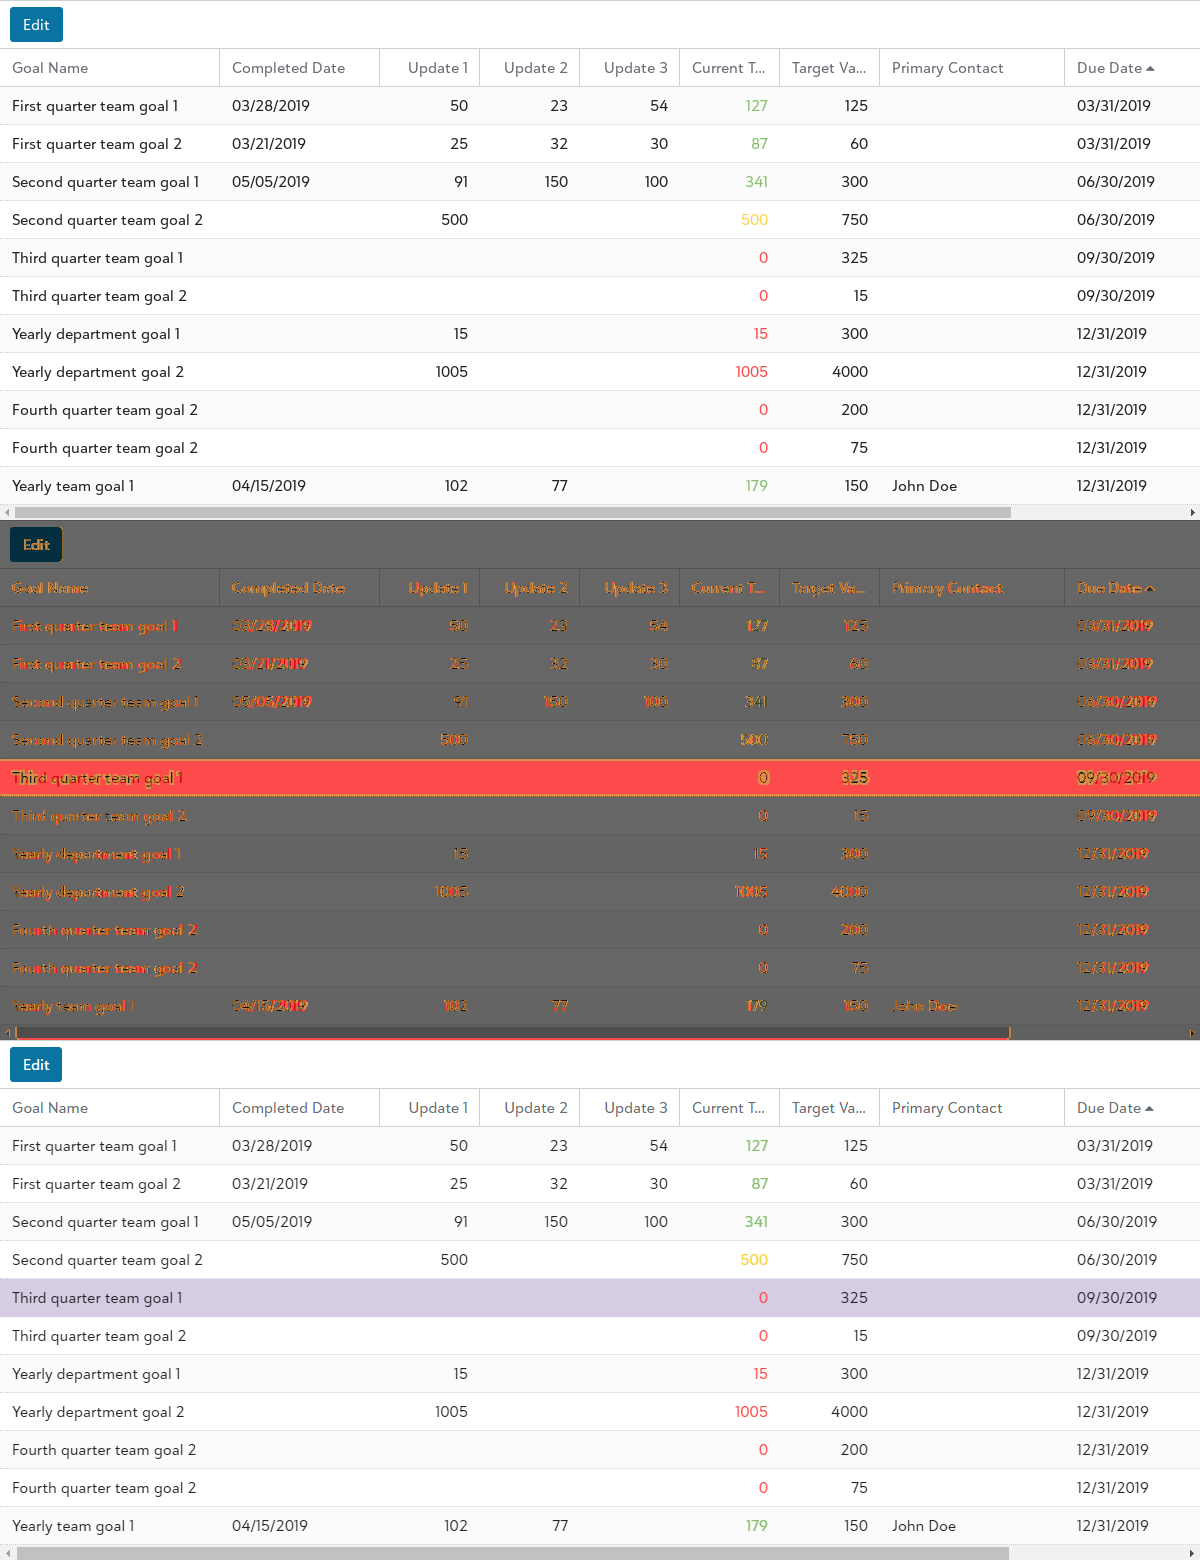 Edit
Goal Name Completed Date Update 1 Update 2 Update 3 Current T... Target Va... Primary Contact Due Date
First quarter team goal 1 03/28/2019 50 23 54 127 125 03/31/2019
First quarter team goal 2 03/21/2019 25 32 30 87 60 03/31/2019
Second quarter team goal 1 05/05/2019 91 150 100 341 300 06/30/2019
Second quarter team goal 2 500 500 750 06/30/2019
Third quarter team goal 1 0 325 09/30/2019
Third quarter team goal 2 0 15 09/30/2019
Yearly department goal 1 15 15 300 12/31/2019
Yearly department goal 2 1005 1005 4000 12/31/2019
Fourth quarter team goal 2 0 200 12/31/2019
Fourth quarter team goal 2 0 75 12/31/2019
Yearly team goal 1 04/15/2019 102 77 179 150 John Doe 12/31/2019
Edit
Goal Name Completed Date Update 1 Update 2 Update 3 Current T... Target Va... Primary Contact Due Date
First quarter team goal 1 03/28/2019 50 23 54 127 125 03/31/2019
First quarter team goal 2 03/21/2019 25 32 30 87 60 03/31/2019
Second quarter team goal 1 05/05/2019 91 150 100 341 300 06/30/2019
Second quarter team goal 2 500 500 750 06/30/2019
Third quarter team goal 1 0 325 09/30/2019
Third quarter team goal 2 0 15 09/30/2019
Yearly department goal 1 15 15 300 12/31/2019
Yearly department goal 2 1005 1005 4000 12/31/2019
Fourth quarter team goal 2 0 200 12/31/2019
Fourth quarter team goal 2 0 75 12/31/2019
Yearly team goal 1 04/15/2019 102 77 179 150 John Doe 12/31/2019
Edit
Goal Name Completed Date Update 1 Update 2 Update 3 Current T... Target Va... Primary Contact Due Date
First quarter team goal 1 03/28/2019 50 23 54 127 125 03/31/2019
First quarter team goal 2 03/21/2019 25 32 30 87 60 03/31/2019
Second quarter team goal 1 05/05/2019 91 150 100 341 300 06/30/2019
Second quarter team goal 2 500 500 750 06/30/2019
Third quarter team goal 1 0 325 09/30/2019
Third quarter team goal 2 0 15 09/30/2019
Yearly department goal 1 15 15 300 12/31/2019
Yearly department goal 2 1005 1005 4000 12/31/2019
Fourth quarter team goal 2 0 200 12/31/2019
Fourth quarter team goal 2 0 75 12/31/2019
Yearly team goal 1 04/15/2019 102 77 179 150 John Doe 12/31/2019